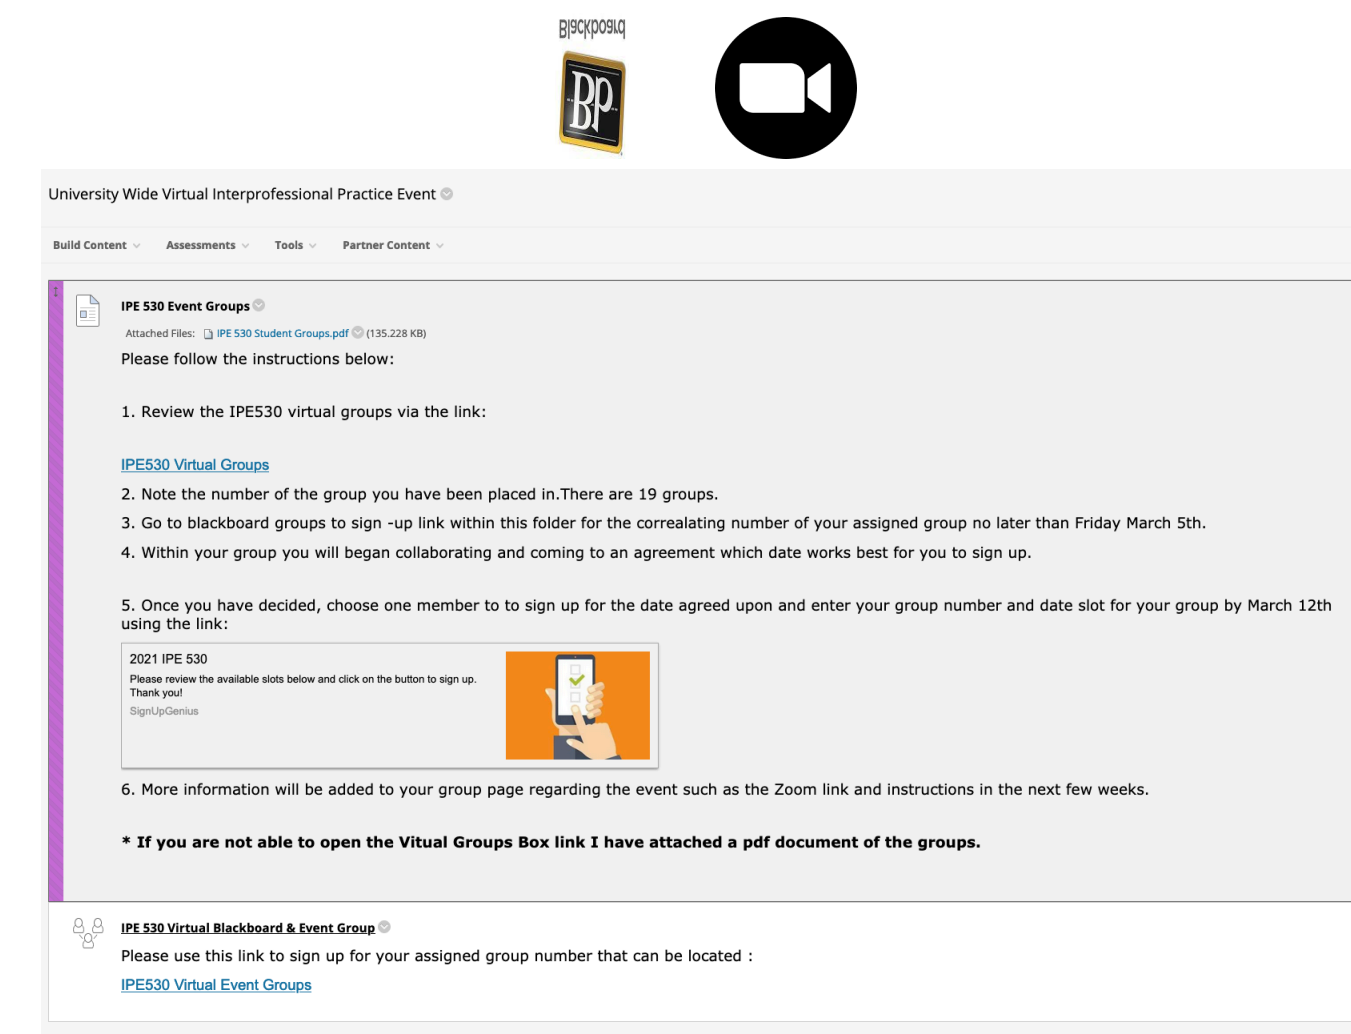 Blackboard
Bb
University Wide Virtual Interprofessional Practice Event
Build Content Assessments Tools Partner Content
IPE 530 Event Groups
Attached Files: IPE 530 Student Groups.pdf (135.228 KB)
Please follow the instructions below:
1. Review the IPE530 virtual groups via the link:
IPE530 Virtual Groups
2. Note the number of the group you have been placed in.There are 19 groups.
3. Go to blackboard groups to sign -up link within this folder for the correalating number of your assigned group no later than Friday March 5th.
4. Within your group you will began collaborating and coming to an agreement which date works best for you to sign up.
5. Once you have decided, choose one member to to sign up for the date agreed upon and enter your group number and date slot for your group by March 12th
using the link:
2021 IPE 530
Please review the available slots below and click on the button to sign up.
Thank you!
SignUpGenius
6. More information will be added to your group page regarding the event such as the Zoom link and instructions in the next few weeks.
* If you are not able to open the Vitual Groups Box link I have attached a pdf document of the groups.
IPE 530 Virtual Blackboard & Event Group
Please use this link to sign up for your assigned group number that can be located :
IPE530 Virtual Event Groups